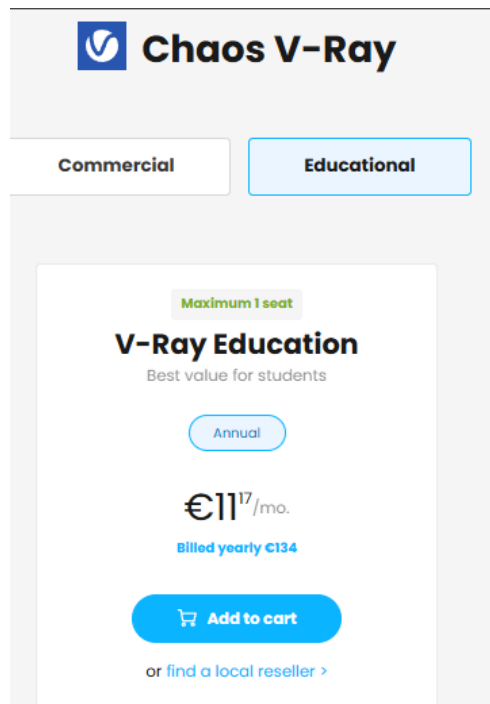 Chaos V-Ray
Commercial
Educational
Maximum 1 seat
V-Ray Education
Best value for students
Annual
€11¹⁷/mo.
Billed yearly €134
Add to cart
or find a local reseller >